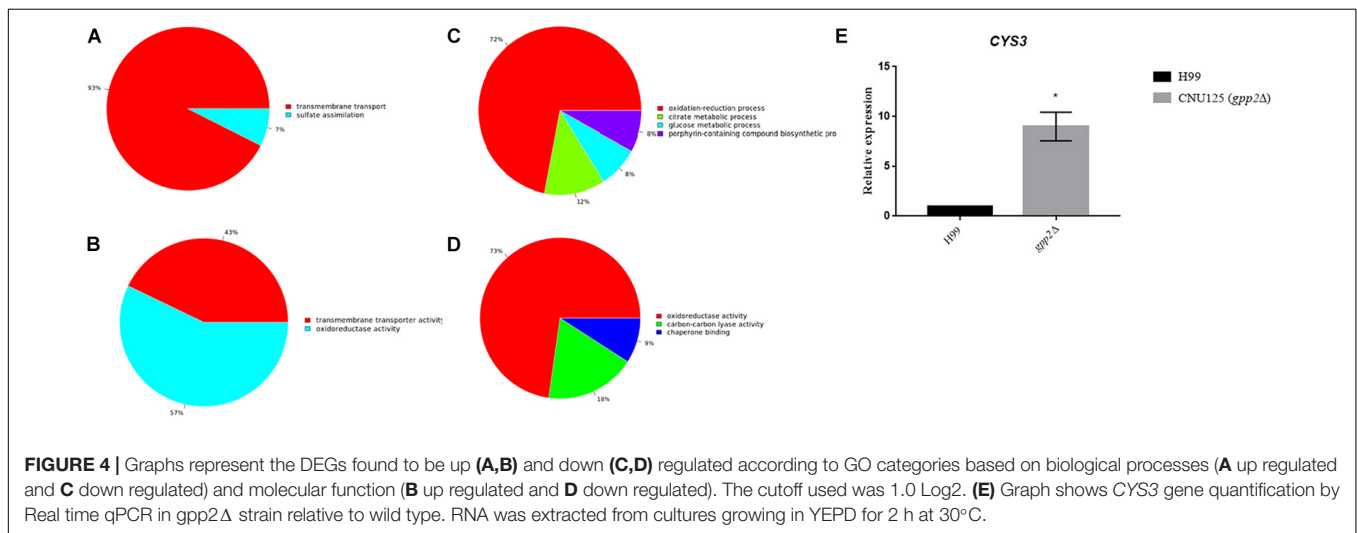 A
93%
7%
transmembrane transport
sulfate assimilation
B
43%
57%
transmembrane transporter activity
oxidoreductase activity
C
72%
8%
8%
12%
oxidation-reduction process
citrate metabolic process
glucose metabolic process
porphyrin-containing compound biosynthetic pro
D
73%
9%
18%
oxidoreductase activity
carbon-carbon lyase activity
chaperone binding
E
CYS3
Relative expression
15
10
5
0
*
H99
gpp2Δ
H99
CNU125 (gpp2Δ)
FIGURE 4 | Graphs represent the DEGs found to be up (A,B) and down (C,D) regulated according to GO categories based on biological processes (A up regulated
and C down regulated) and molecular function (B up regulated and D down regulated). The cutoff used was 1.0 Log2. (E) Graph shows CYS3 gene quantification by
Real time qPCR in gpp2Δ strain relative to wild type. RNA was extracted from cultures growing in YEPD for 2 h at 30°C.